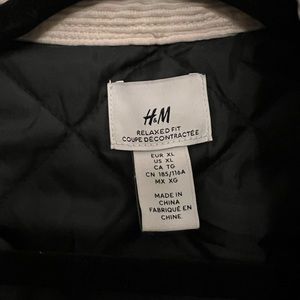 H&M
RELAXED FIT
COUPE DÉCONTRACTÉE
EUR XL
US XL
CA TG
CN 185/116A
MX XG
MADE IN
CHINA
FABRIQUÉ EN
CHINE